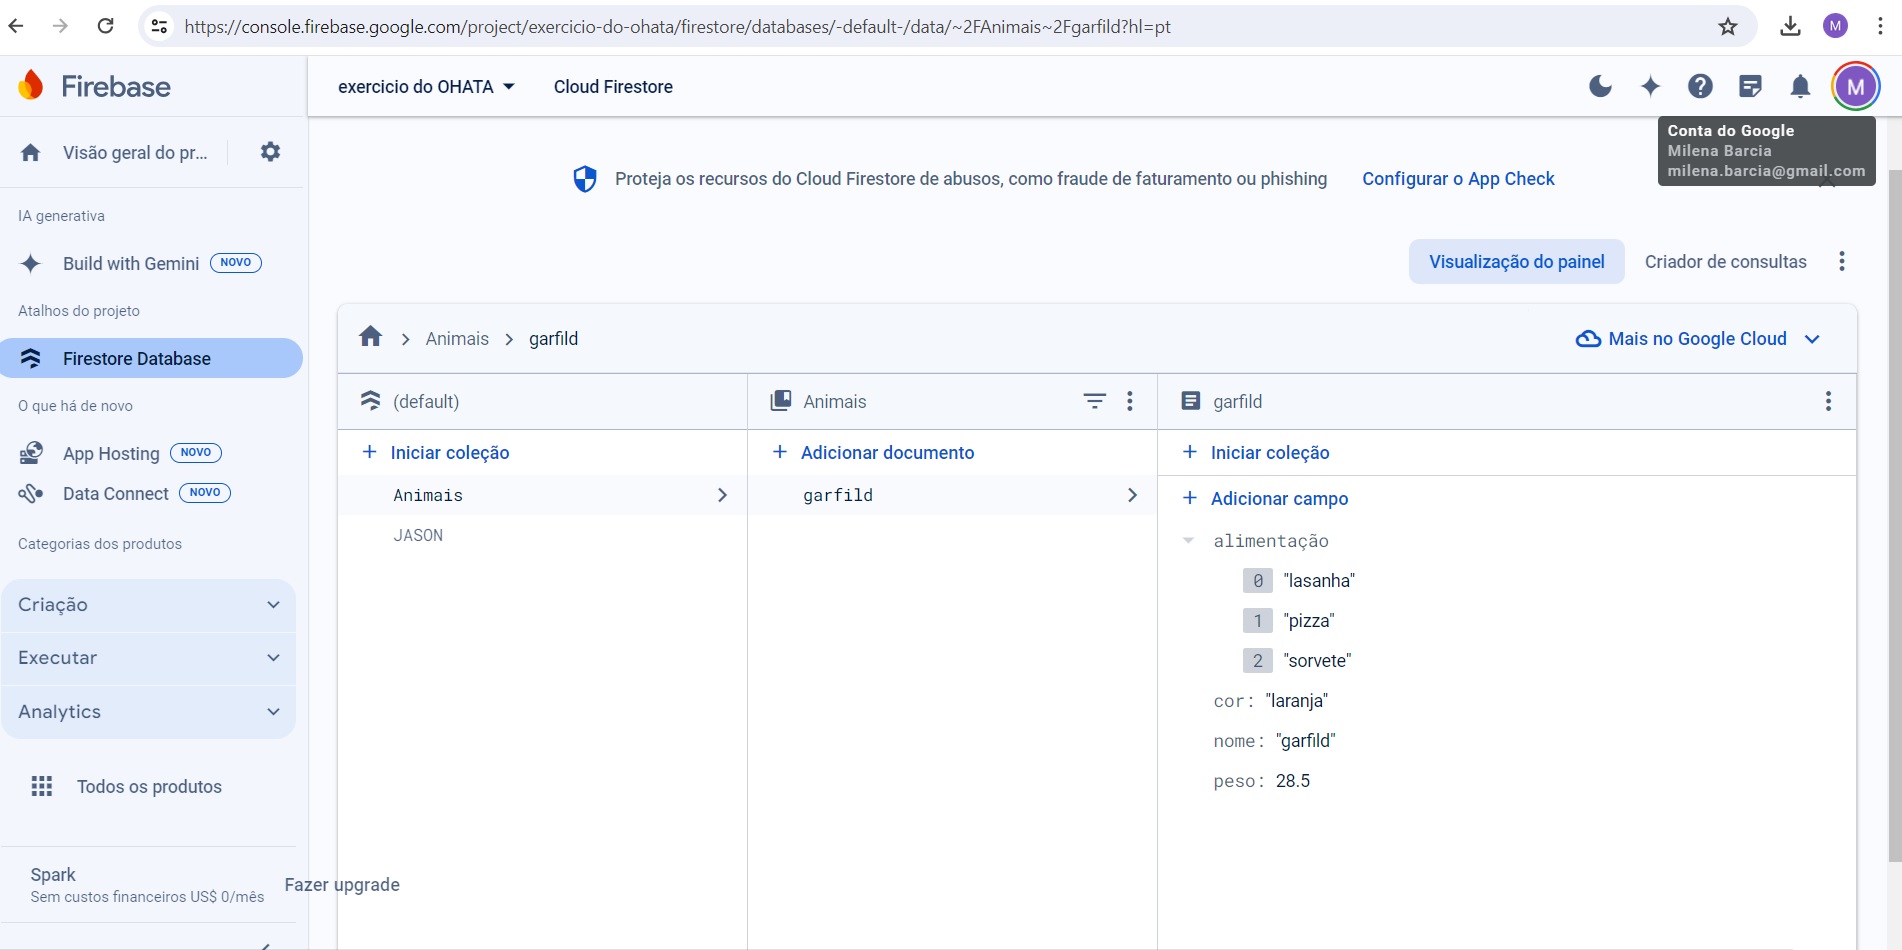 https://console.firebase.google.com/project/exercicio-do-ohata/firestore/databases/-default-/data/~2FAnimais~2Fgarfild?hl=pt
M
Firebase
exercicio do OHATA
Cloud Firestore
M
Conta do Google
Milena Barcia
milena.barcia@gmail.com
Visão geral do pr...
Proteja os recursos do Cloud Firestore de abusos, como fraude de faturamento ou phishing
Configurar o App Check
IA generativa
Build with Gemini NOVO
Atalhos do projeto
Firestore Database
O que há de novo
App Hosting NOVO
Data Connect NOVO
Categorias dos produtos
Criação
Executar
Analytics
Todos os produtos
Spark
Sem custos financeiros US$ 0/mês
Fazer upgrade
Visualização do painel
Criador de consultas
Animais
garfild
Mais no Google Cloud
(default)
+ Iniciar coleção
Animais
JASON
Animais
+ Adicionar documento
garfild
garfild
+ Iniciar coleção
+ Adicionar campo
alimentação
0 "lasanha"
1 "pizza"
2 "sorvete"
cor: "laranja"
nome: "garfild"
peso: 28.5